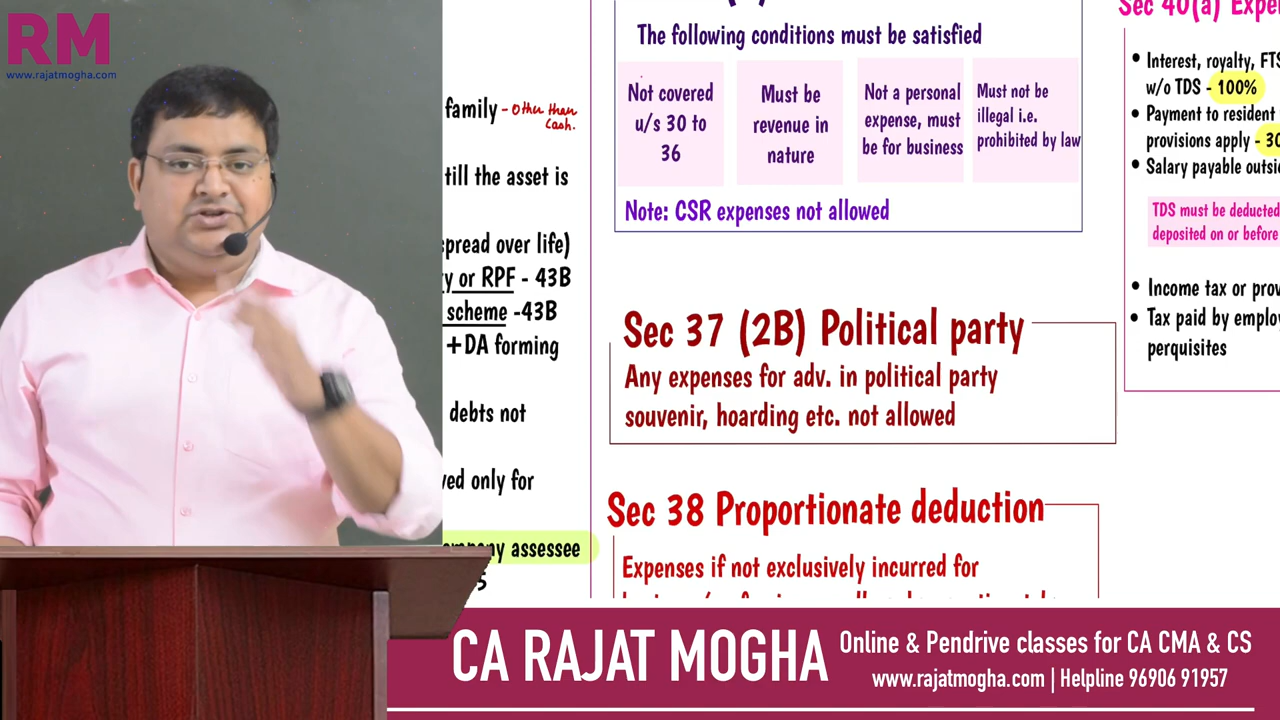 RM
www.rajatmogha.com
family - Other than
Cash.
till the asset is
spread over life)
or RPF - 43B
scheme -43B
+DA forming
debts not
only for
assessee
The following conditions must be satisfied
Not covered
u/s 30 to
36
Must be
revenue in
nature
Not a personal
expense, must
be for business
Must not be
illegal i.e.
prohibited by law
Note: CSR expenses not allowed
Sec 37 (2B) Political party
Any expenses for adv. in political party
souvenir, hoarding etc. not allowed
Sec 38 Proportionate deduction
Expenses if not exclusively incurred for
Sec 40(a)
• Interest, royalty, FTS
w/o TDS - 100%
• Payment to resident
provisions apply - 30
• Salary payable
TDS must be deducted
deposited on or before
• Income tax or
• Tax paid by
perquisites
CA RAJAT MOGHA
Online & Pendrive classes for CA CMA & CS
www.rajatmogha.com | Helpline 96906 91957